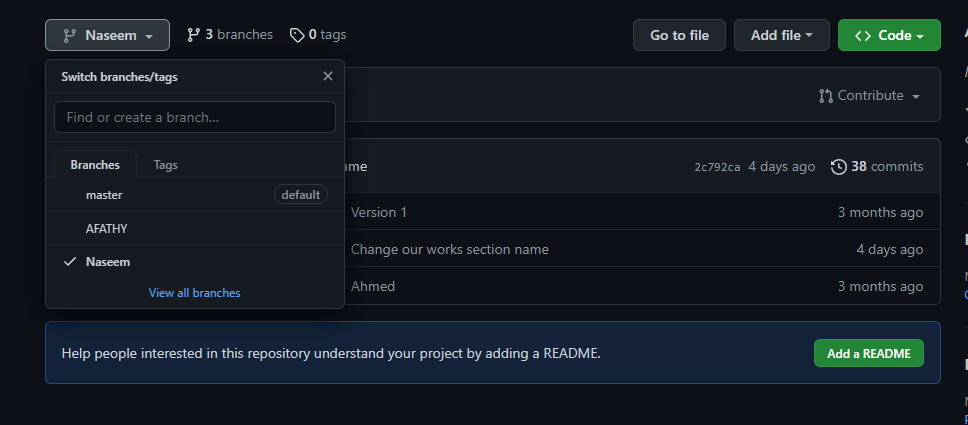 Naseem 3 branches 0 tags Go to file Add file Code
Switch branches/tags
Find or create a branch...
Contribute
Branches Tags
ame 2c792ca 4 days ago 38 commits
master default
Version 1 3 months ago
AFATHY
Change our works section name 4 days ago
Naseem
Ahmed 3 months ago
View all branches
Help people interested in this repository understand your project by adding a README. Add a README